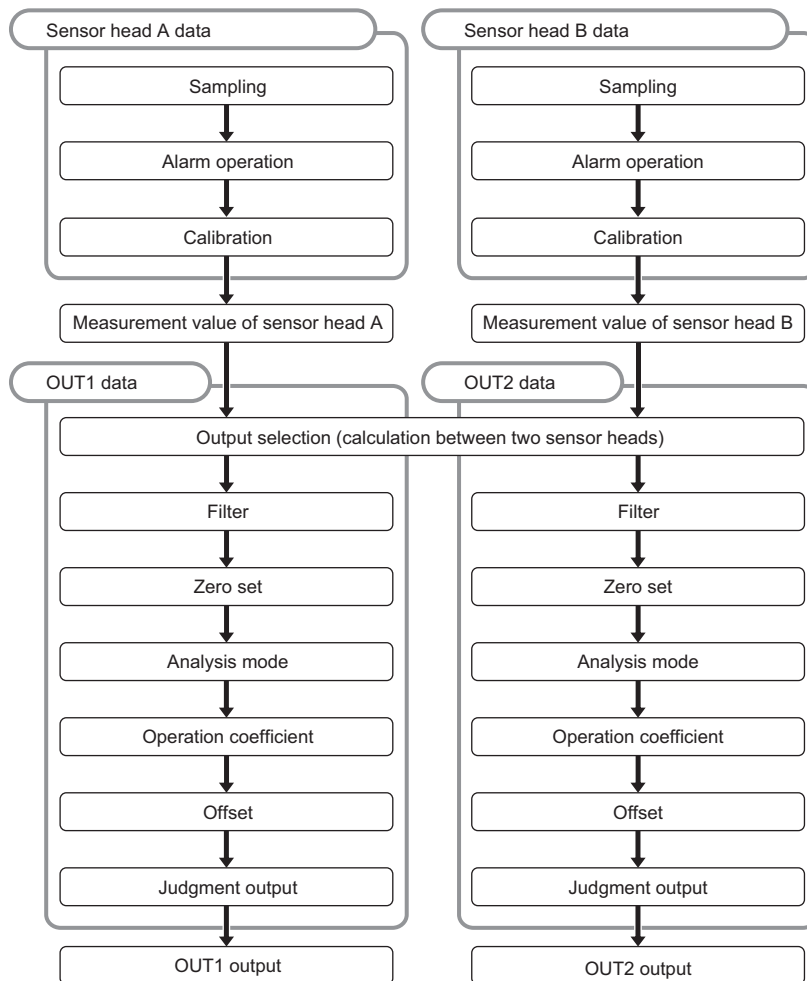 Sensor head A data
Sampling
Alarm operation
Calibration
Measurement value of sensor head A
Sensor head B data
Sampling
Alarm operation
Calibration
Measurement value of sensor head B
OUT1 data
OUT2 data
Output selection (calculation between two sensor heads)
Filter
Zero set
Analysis mode
Operation coefficient
Offset
Judgment output
OUT1 output
Filter
Zero set
Analysis mode
Operation coefficient
Offset
Judgment output
OUT2 output